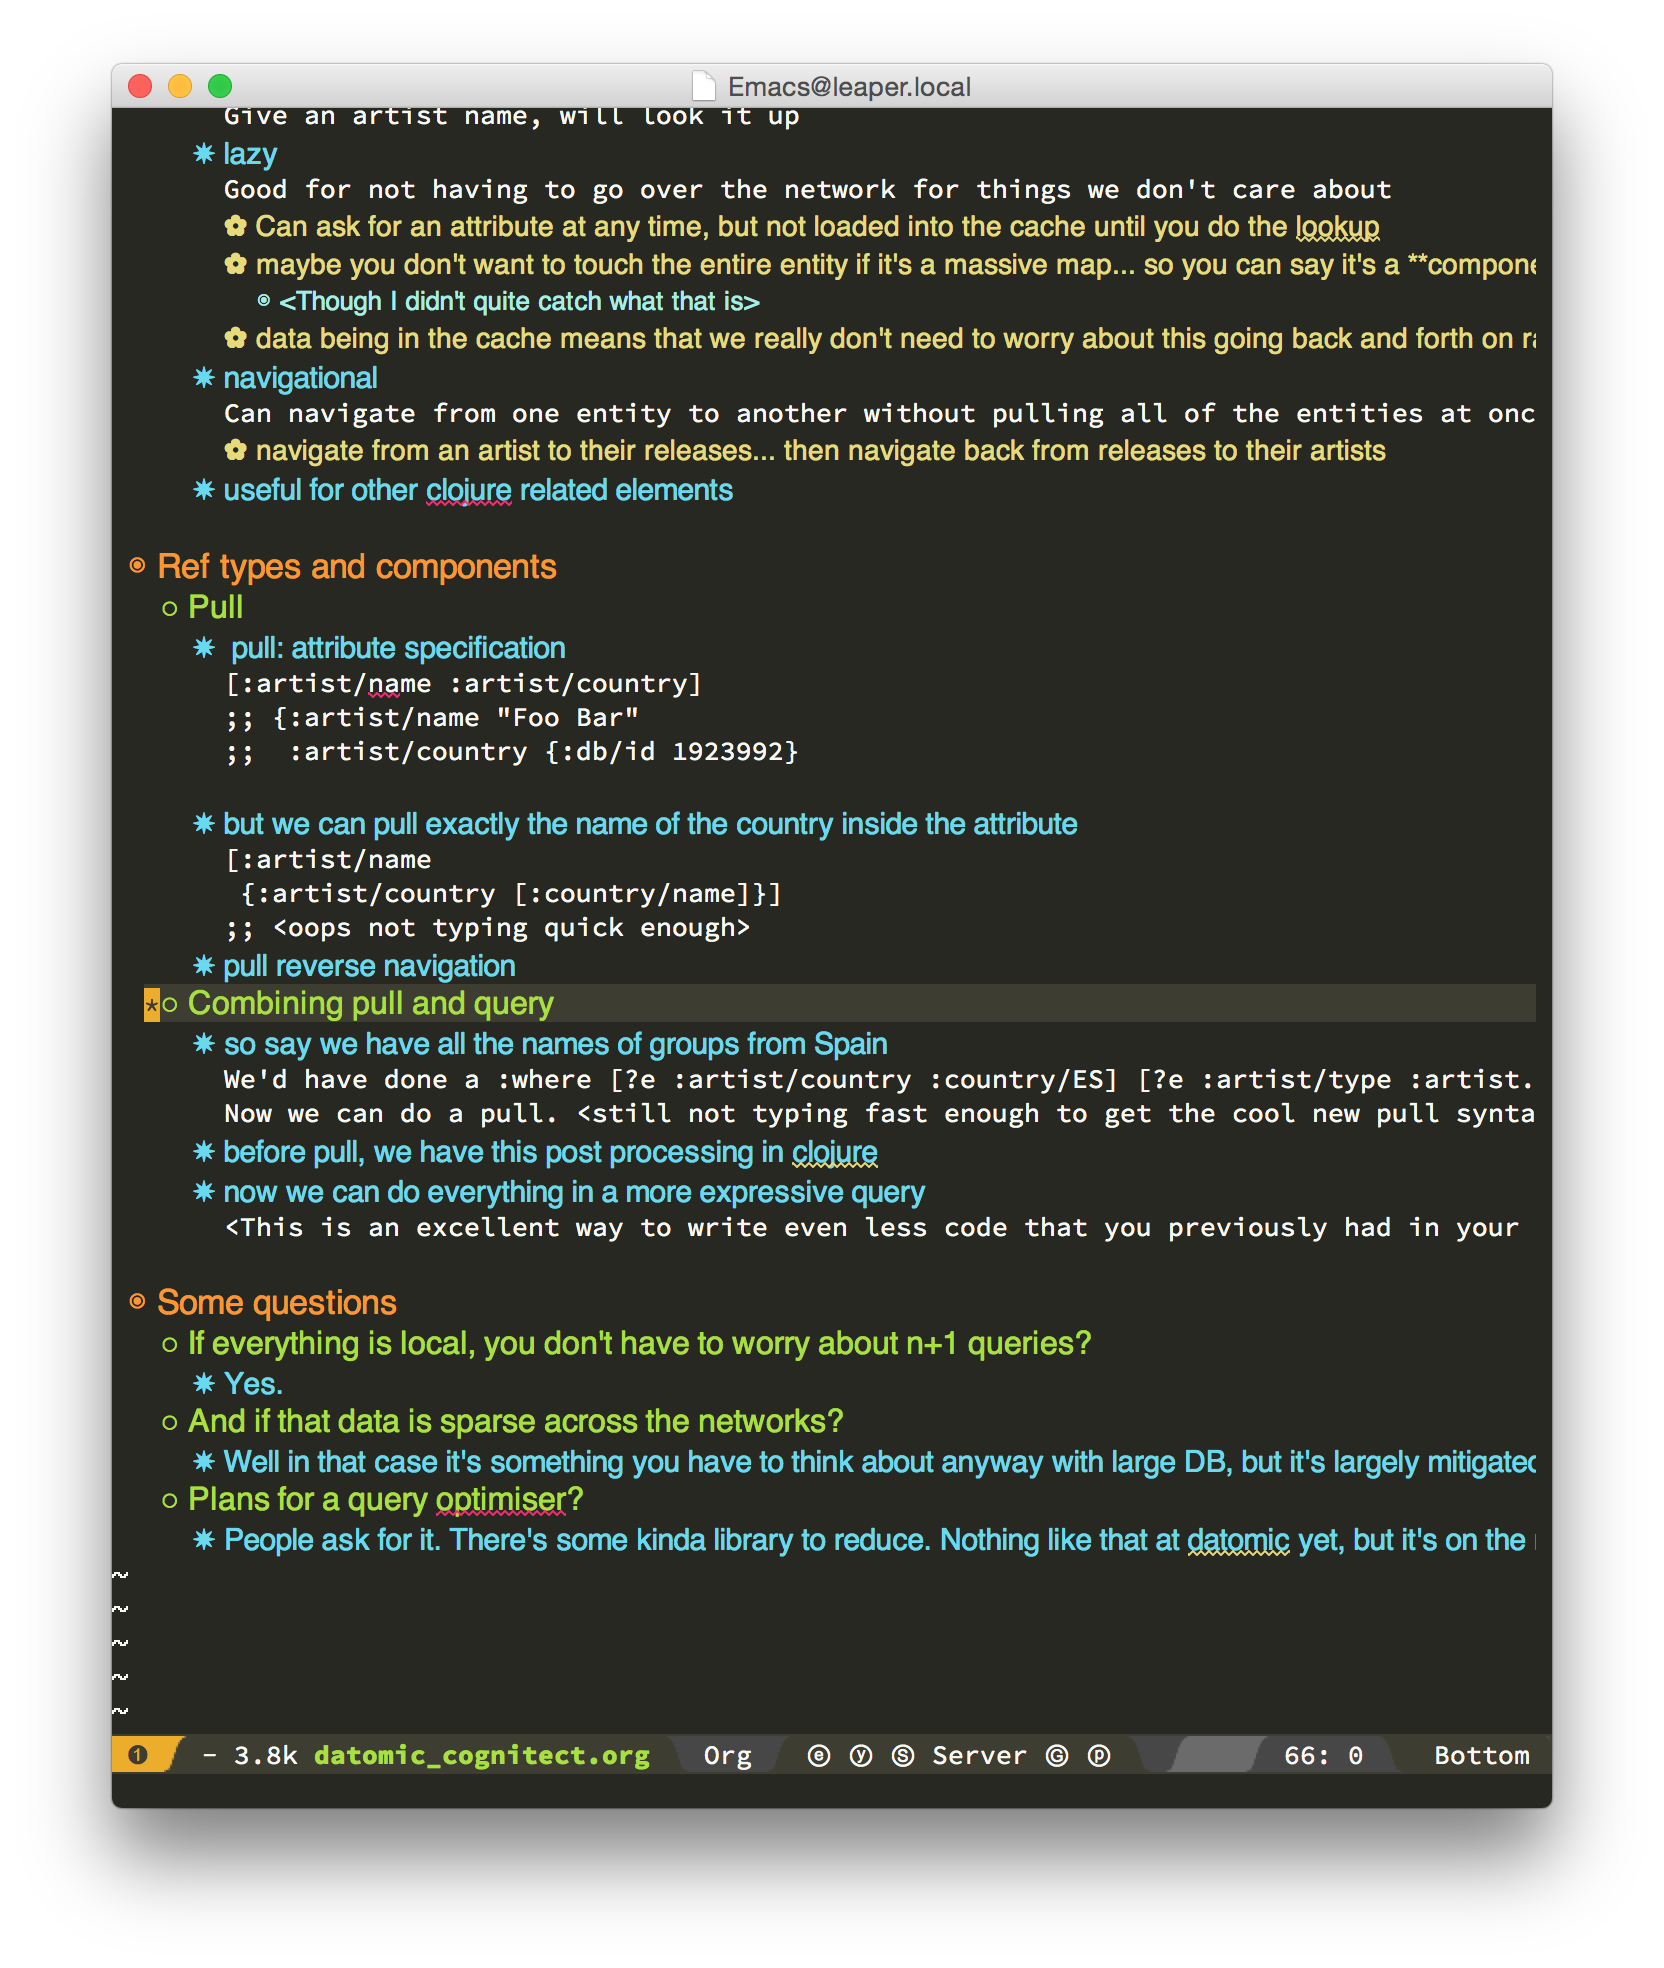 Emacs@leaper.local
Give an artist name, will look it up
✷ lazy
Good for not having to go over the network for things we don't care about
✿ Can ask for an attribute at any time, but not loaded into the cache until you do the lookup
✿ maybe you don't want to touch the entire entity if it's a massive map... so you can say it's a **compone
◉ <Though I didn't quite catch what that is>
✿ data being in the cache means that we really don't need to worry about this going back and forth on ra
✷ navigational
Can navigate from one entity to another without pulling all of the entities at onc
✿ navigate from an artist to their releases... then navigate back from releases to their artists
✷ useful for other clojure related elements
◉ Ref types and components
○ Pull
✷ pull: attribute specification
[:artist/name :artist/country]
;; {:artist/name "Foo Bar"
;;  :artist/country {:db/id 1923992}
✷ but we can pull exactly the name of the country inside the attribute
[:artist/name
{:artist/country [:country/name]}]
;; <oops not typing quick enough>
✷ pull reverse navigation
*○ Combining pull and query
✷ so say we have all the names of groups from Spain
We'd have done a :where [?e :artist/country :country/ES] [?e :artist/type :artist.
Now we can do a pull. <still not typing fast enough to get the cool new pull synta
✷ before pull, we have this post processing in clojure
✷ now we can do everything in a more expressive query
<This is an excellent way to write even less code that you previously had in your
◉ Some questions
○ If everything is local, you don't have to worry about n+1 queries?
✷ Yes.
○ And if that data is sparse across the networks?
✷ Well in that case it's something you have to think about anyway with large DB, but it's largely mitigated
○ Plans for a query optimiser?
✷ People ask for it. There's some kinda library to reduce. Nothing like that at datomic yet, but it's on the
~
~
~
~
~
❶ - 3.8k datomic_cognitect.org Org ⓔ ⓨ Ⓢ Server Ⓖ ⓟ 66: 0 Bottom